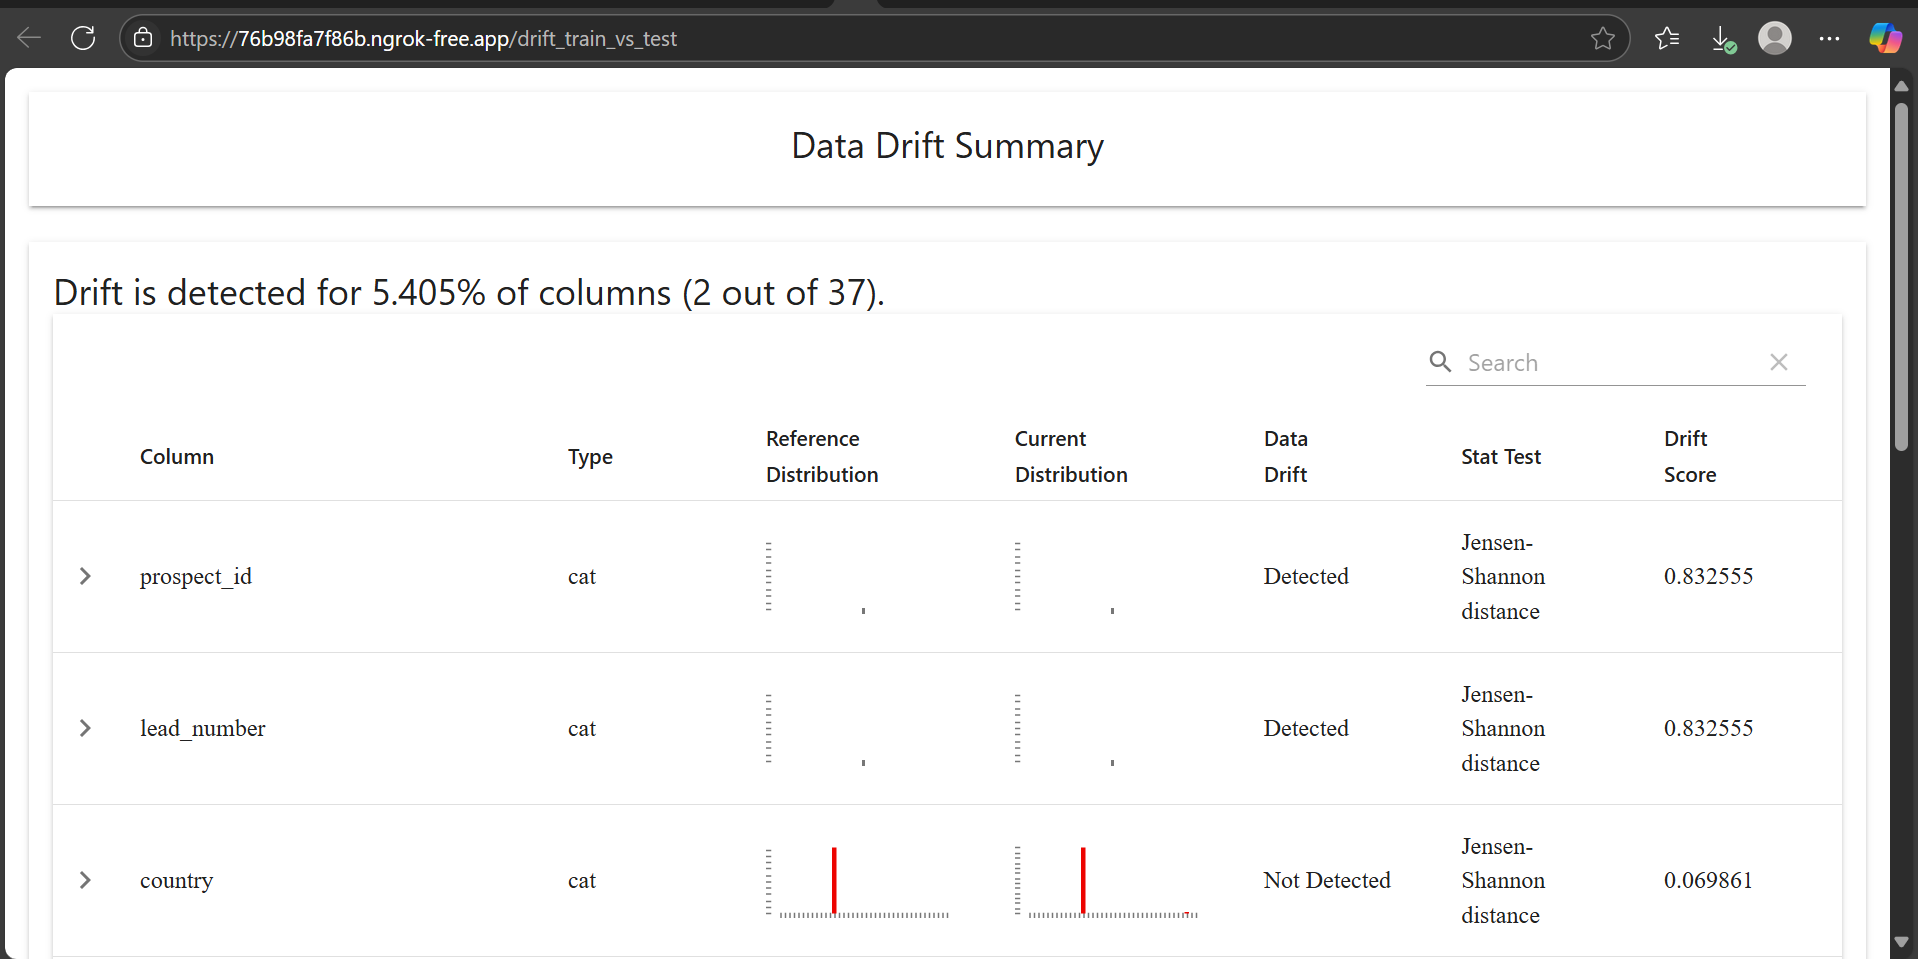 https://76b98fa7f86b.ngrok-free.app/drift_train_vs_test
Data Drift Summary
Drift is detected for 5.405% of columns (2 out of 37).
Search
Column
Type
Reference
Distribution
Current
Distribution
Data
Drift
Stat Test
Drift
Score
prospect_id
cat
Detected
Jensen-
Shannon
distance
0.832555
lead_number
cat
Detected
Jensen-
Shannon
distance
0.832555
country
cat
Not Detected
Jensen-
Shannon
distance
0.069861